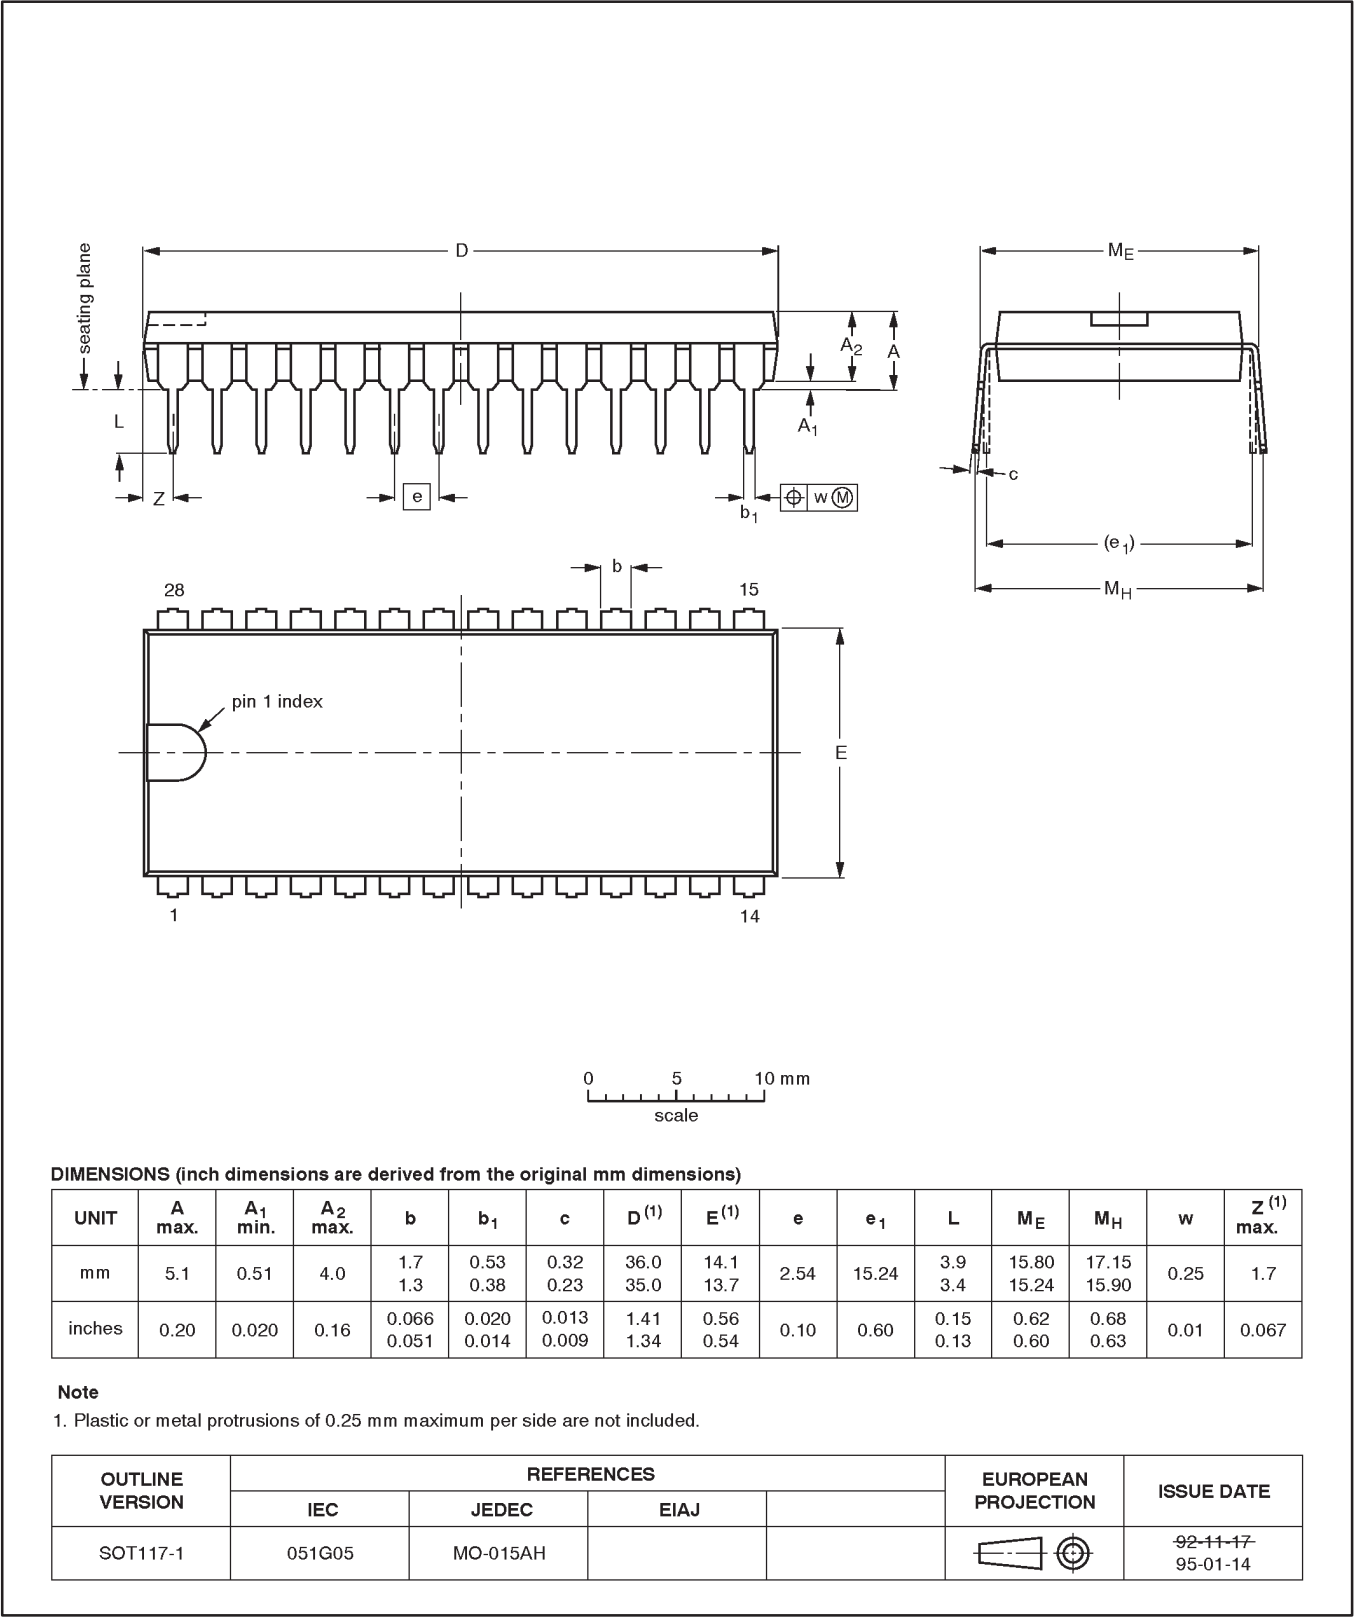 D
ME
seating plane
A2
A
L
A1
c
Z
e
b1
w M
(e1)
b
MH
28
15
pin 1 index
E
1
14
0 5 10 mm
scale
DIMENSIONS (inch dimensions are derived from the original mm dimensions)
UNIT A max. A1 min. A2 max. b b1 c D(1) E(1) e e1 L ME MH w Z(1) max.
mm 5.1 0.51 4.0 1.7 1.3 0.53 0.38 0.32 0.23 36.0 35.0 14.1 13.7 2.54 15.24 3.9 3.4 15.80 15.24 17.15 15.90 0.25 1.7
inches 0.20 0.020 0.16 0.066 0.051 0.020 0.014 0.013 0.009 1.41 1.34 0.56 0.54 0.10 0.60 0.15 0.13 0.62 0.60 0.68 0.63 0.01 0.067
Note
1. Plastic or metal protrusions of 0.25 mm maximum per side are not included.
OUTLINE VERSION REFERENCES EUROPEAN PROJECTION ISSUE DATE
IEC JEDEC EIAJ
SOT117-1 051G05 MO-015AH 92-11-17
95-01-14